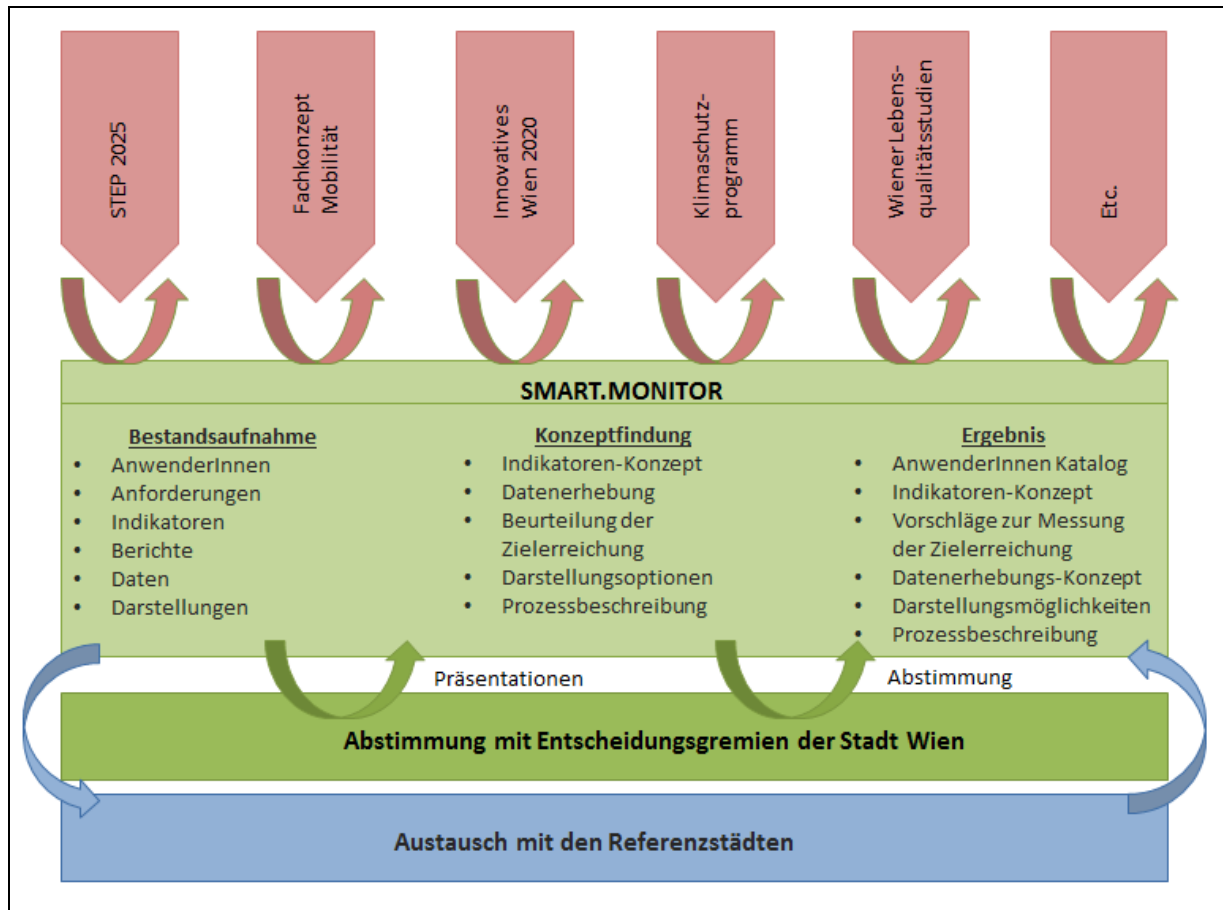 STEP 2025
Fachkonzept
Mobilität
Innovatives
Wien 2020
Klimaschutz-
programm
Wiener Lebens-
qualitätsstudien
Etc.
SMART.MONITOR
Bestandsaufnahme
• AnwenderInnen
• Anforderungen
• Indikatoren
• Berichte
• Daten
• Darstellungen
Konzeptfindung
• Indikatoren-Konzept
• Datenerhebung
• Beurteilung der
Zielerreichung
• Darstellungsoptionen
• Prozessbeschreibung
Ergebnis
• AnwenderInnen Katalog
• Indikatoren-Konzept
• Vorschläge zur Messung
der Zielerreichung
• Datenerhebungs-Konzept
• Darstellungsmöglichkeiten
• Prozessbeschreibung
Präsentationen
Abstimmung
Abstimmung mit Entscheidungsgremien der Stadt Wien
Austausch mit den Referenzstädten